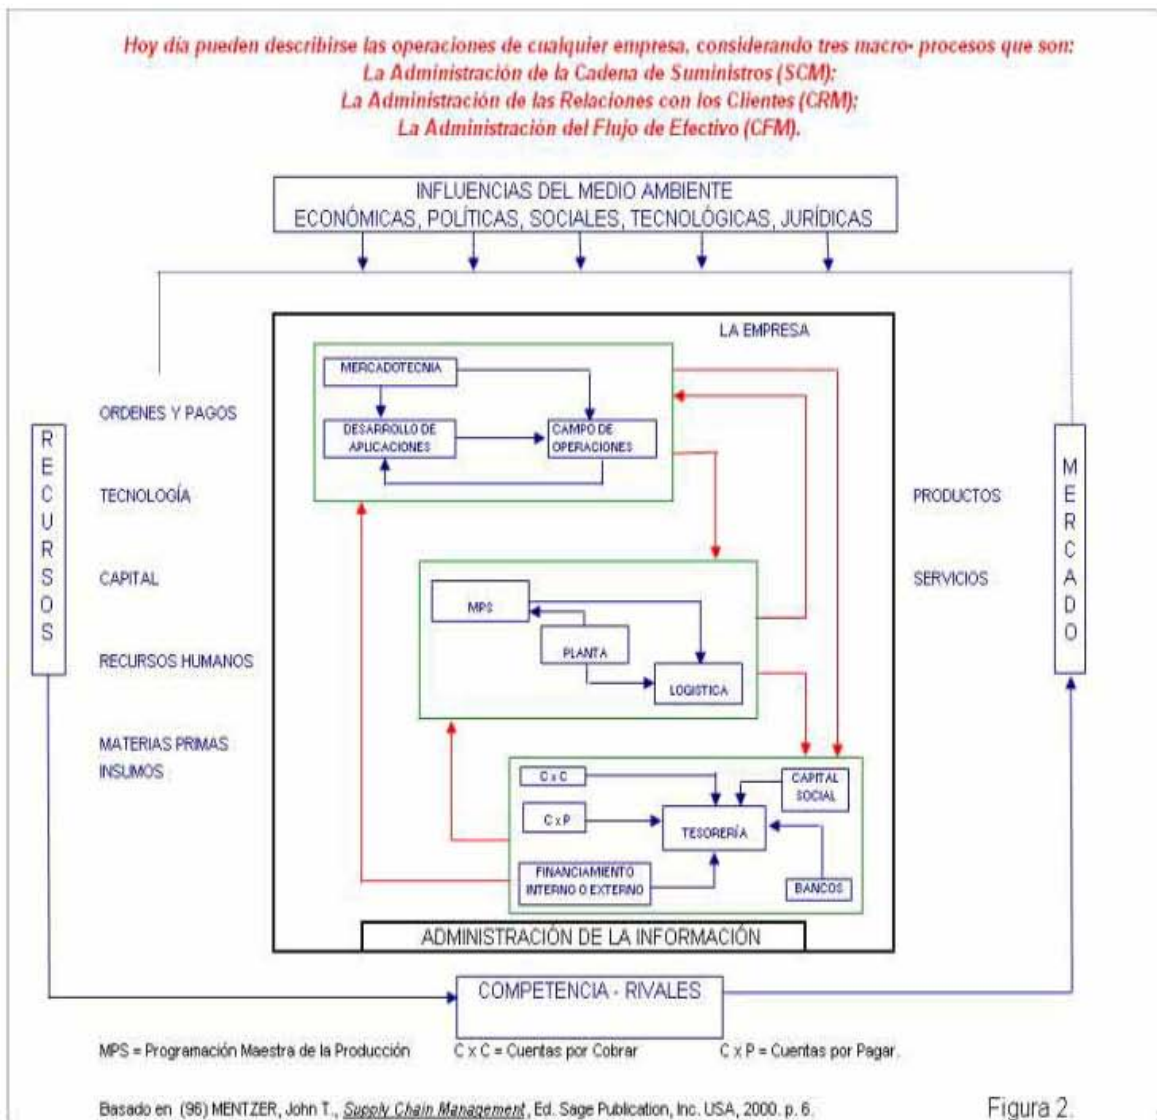 Hoy día pueden describirse las operaciones de cualquier empresa, considerando tres macro- procesos que son:
La Administración de la Cadena de Suministros (SCM);
La Administración de las Relaciones con los Clientes (CRM);
La Administración del Flujo de Efectivo (CFM).
INFLUENCIAS DEL MEDIO AMBIENTE
ECONÓMICAS, POLÍTICAS, SOCIALES, TECNOLÓGICAS, JURÍDICAS
LA EMPRESA
MERCADOTECNIA
DESARROLLO DE
APLICACIONES
CAMPO DE
OPERACIONES
RECURSOS
ORDENES Y PAGOS
TECNOLOGÍA
CAPITAL
RECURSOS HUMANOS
MATERIAS PRIMAS
INSUMOS
PRODUCTOS
SERVICIOS
MERCADO
MPS
PLANTA
LOGISTICA
C x C
C x P
FINANCIAMIENTO
INTERNO O EXTERNO
TESORERÍA
CAPITAL
SOCIAL
BANCOS
ADMINISTRACIÓN DE LA INFORMACIÓN
COMPETENCIA - RIVALES
MPS = Programación Maestra de la Producción C x C = Cuentas por Cobrar C x P = Cuentas por Pagar.
Basado en (96) MENTZER, John T., Supply Chain Management, Ed. Sage Publication, Inc. USA, 2000. p. 6.
Figura 2